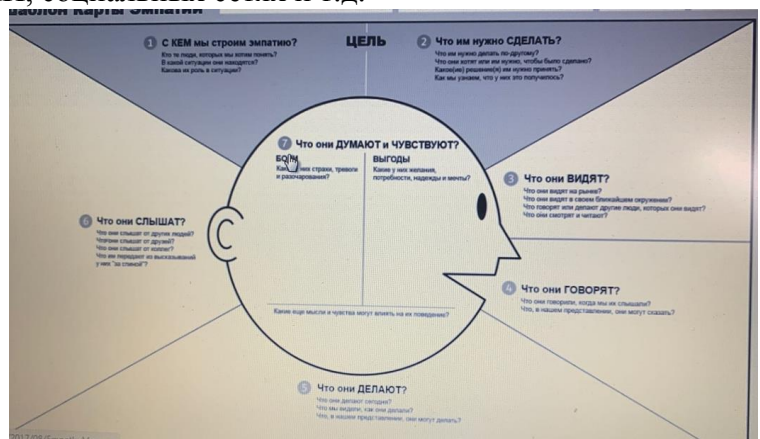 социальных сетях и т.д.
шаблон Карты Эмпатии
ЦЕЛЬ
1 С КЕМ мы строим эмпатию?
Кто те люди, которых мы хотим понять?
В какой ситуации они находятся?
Какова их роль в ситуации?
2 Что им нужно СДЕЛАТЬ?
Что им нужно делать по-другому?
Что они хотят или им нужно, чтобы было сделано?
Какое(ие) решение(я) им нужно принять?
Как мы узнаем, что у них это получилось?
7 Что они ДУМАЮТ и ЧУВСТВУЮТ?
БОЛИ
них страхи, тревоги
и разочарования?
ВЫГОДЫ
Какие у них желания,
потребности, надежды и мечты?
Какие еще мысли и чувства могут влиять на их поведение?
3 Что они ВИДЯТ?
Что они видят на рынке?
Что они видят в своем ближайшем окружении?
Что говорят или делают другие люди, которых они видят?
Что они смотрят и читают?
4 Что они ГОВОРЯТ?
Что они говорили, когда мы их слышали?
Что, в нашем представлении, они могут сказать?
5 Что они ДЕЛАЮТ?
Что они делают сегодня?
Что мы видели, как они делали?
Что, в нашем представлении, они могут делать?
6 Что они СЛЫШАТ?
Что они слышат от других людей?
они слышат от друзей?
Что они слышат от коллег?
Что им передают из высказываний
у них "за спиной"?